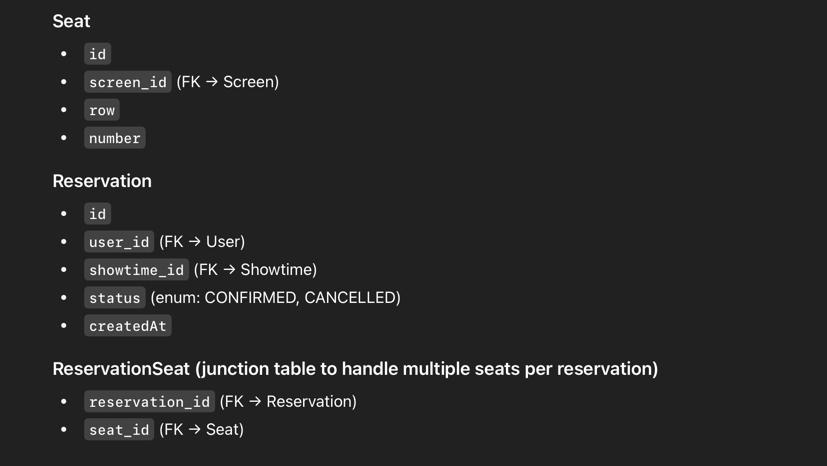 Seat
• id
• screen_id (FK → Screen)
• row
• number
Reservation
• id
• user_id (FK → User)
• showtime_id (FK → Showtime)
• status (enum: CONFIRMED, CANCELLED)
• createdAt
ReservationSeat (junction table to handle multiple seats per reservation)
• reservation_id (FK → Reservation)
• seat_id (FK → Seat)